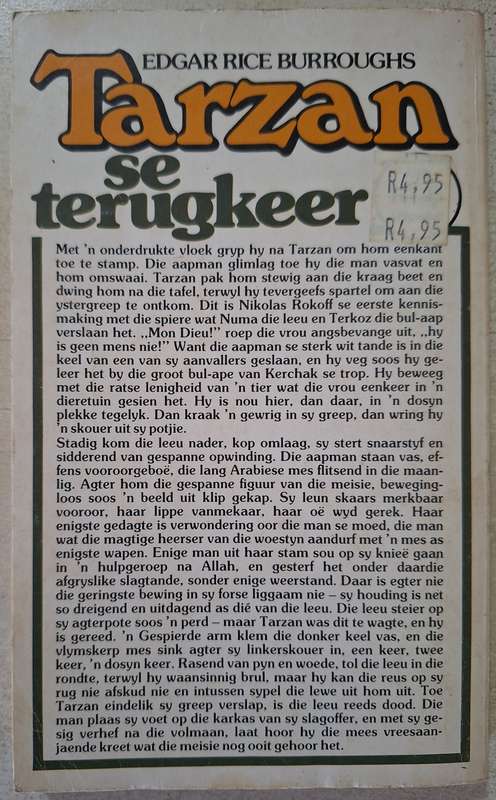 EDGAR RICE BURROUGHS
Tarzan
se
terugkeer
R4,95
R4,95
Met 'n onderdrukte vloek gryp hy na Tarzan om hom eenkant
toe te stamp. Die aapman glimlag toe hy die man vasvat en
hom omswaai. Tarzan pak hom stewig aan die kraag beet en
dwing hom na die tafel, terwyl hy tevergeefs spartel om aan die
ystergreep te ontkom. Dit is Nikolas Rokoff se eerste kennis-
making met die spiere wat Numa die leeu en Terkoz die bul-aap
verslaan het. „Mon Dieu!" roep die vrou angsbevange uit, „hy
is geen mens nie!" Want die aapman se sterk wit tande is in die
keel van een van sy aanvallers geslaan, en hy veg soos hy ge-
leer het by die groot bul-ape van Kerchak se trop. Hy beweeg
met die ratse lenigheid van 'n tier wat die vrou eenkeer in 'n
dieretuin gesien het. Hy is nou hier, dan daar, in 'n dosyn
plekke tegelyk. Dan kraak 'n gewrig in sy greep, dan wring hy
'n skouer uit sy potjie.
Stadig kom die leeu nader, kop omlaag, sy stert snaarstyf en
sidderend van gespanne opwinding. Die aapman staan vas, ef-
fens vooroorgeboë, die lang Arabiese mes flitsend in die maan-
lig. Agter hom die gespanne figuur van die meisie, beweging-
loos soos 'n beeld uit klip gekap. Sy leun skaars merkbaar
vooroor, haar lippe vanmekaar, haar oë wyd gerek. Haar
enigste gedagte is verwondering oor die man se moed, die man
wat die magtige heerser van die woestyn aandurf met 'n mes as
enigste wapen. Enige man uit haar stam sou op sy knieë gaan
in 'n hulpgeroep na Allah, en gesterf het onder daardie
afgryslike slagtande, sonder enige weerstand. Daar is egter nie
die geringste bewing in sy forse liggaam nie – sy houding is net
so dreigend en uitdagend as dié van die leeu. Die leeu steier op
sy agterpote soos 'n perd – maar Tarzan was dit te wagte, en hy
is gereed. 'n Gespierde arm klem die donker keel vas, en die
vlymskerp mes sink agter sy linkerskouer in, een keer, twee
keer, 'n dosyn keer. Rasend van pyn en woede, tol die leeu in die
rondte, terwyl hy waansinnig brul, maar hy kan die reus op sy
rug nie afskud nie en intussen sypel die lewe uit hom uit. Toe
Tarzan eindelik sy greep verslap, is die leeu reeds dood. Die
man plaas sy voet op die karkas van sy slagoffer, en met sy ge-
sig verhef na die volmaan, laat hoor hy die mees vreesaan-
jaende kreet wat die meisie nog ooit gehoor het.